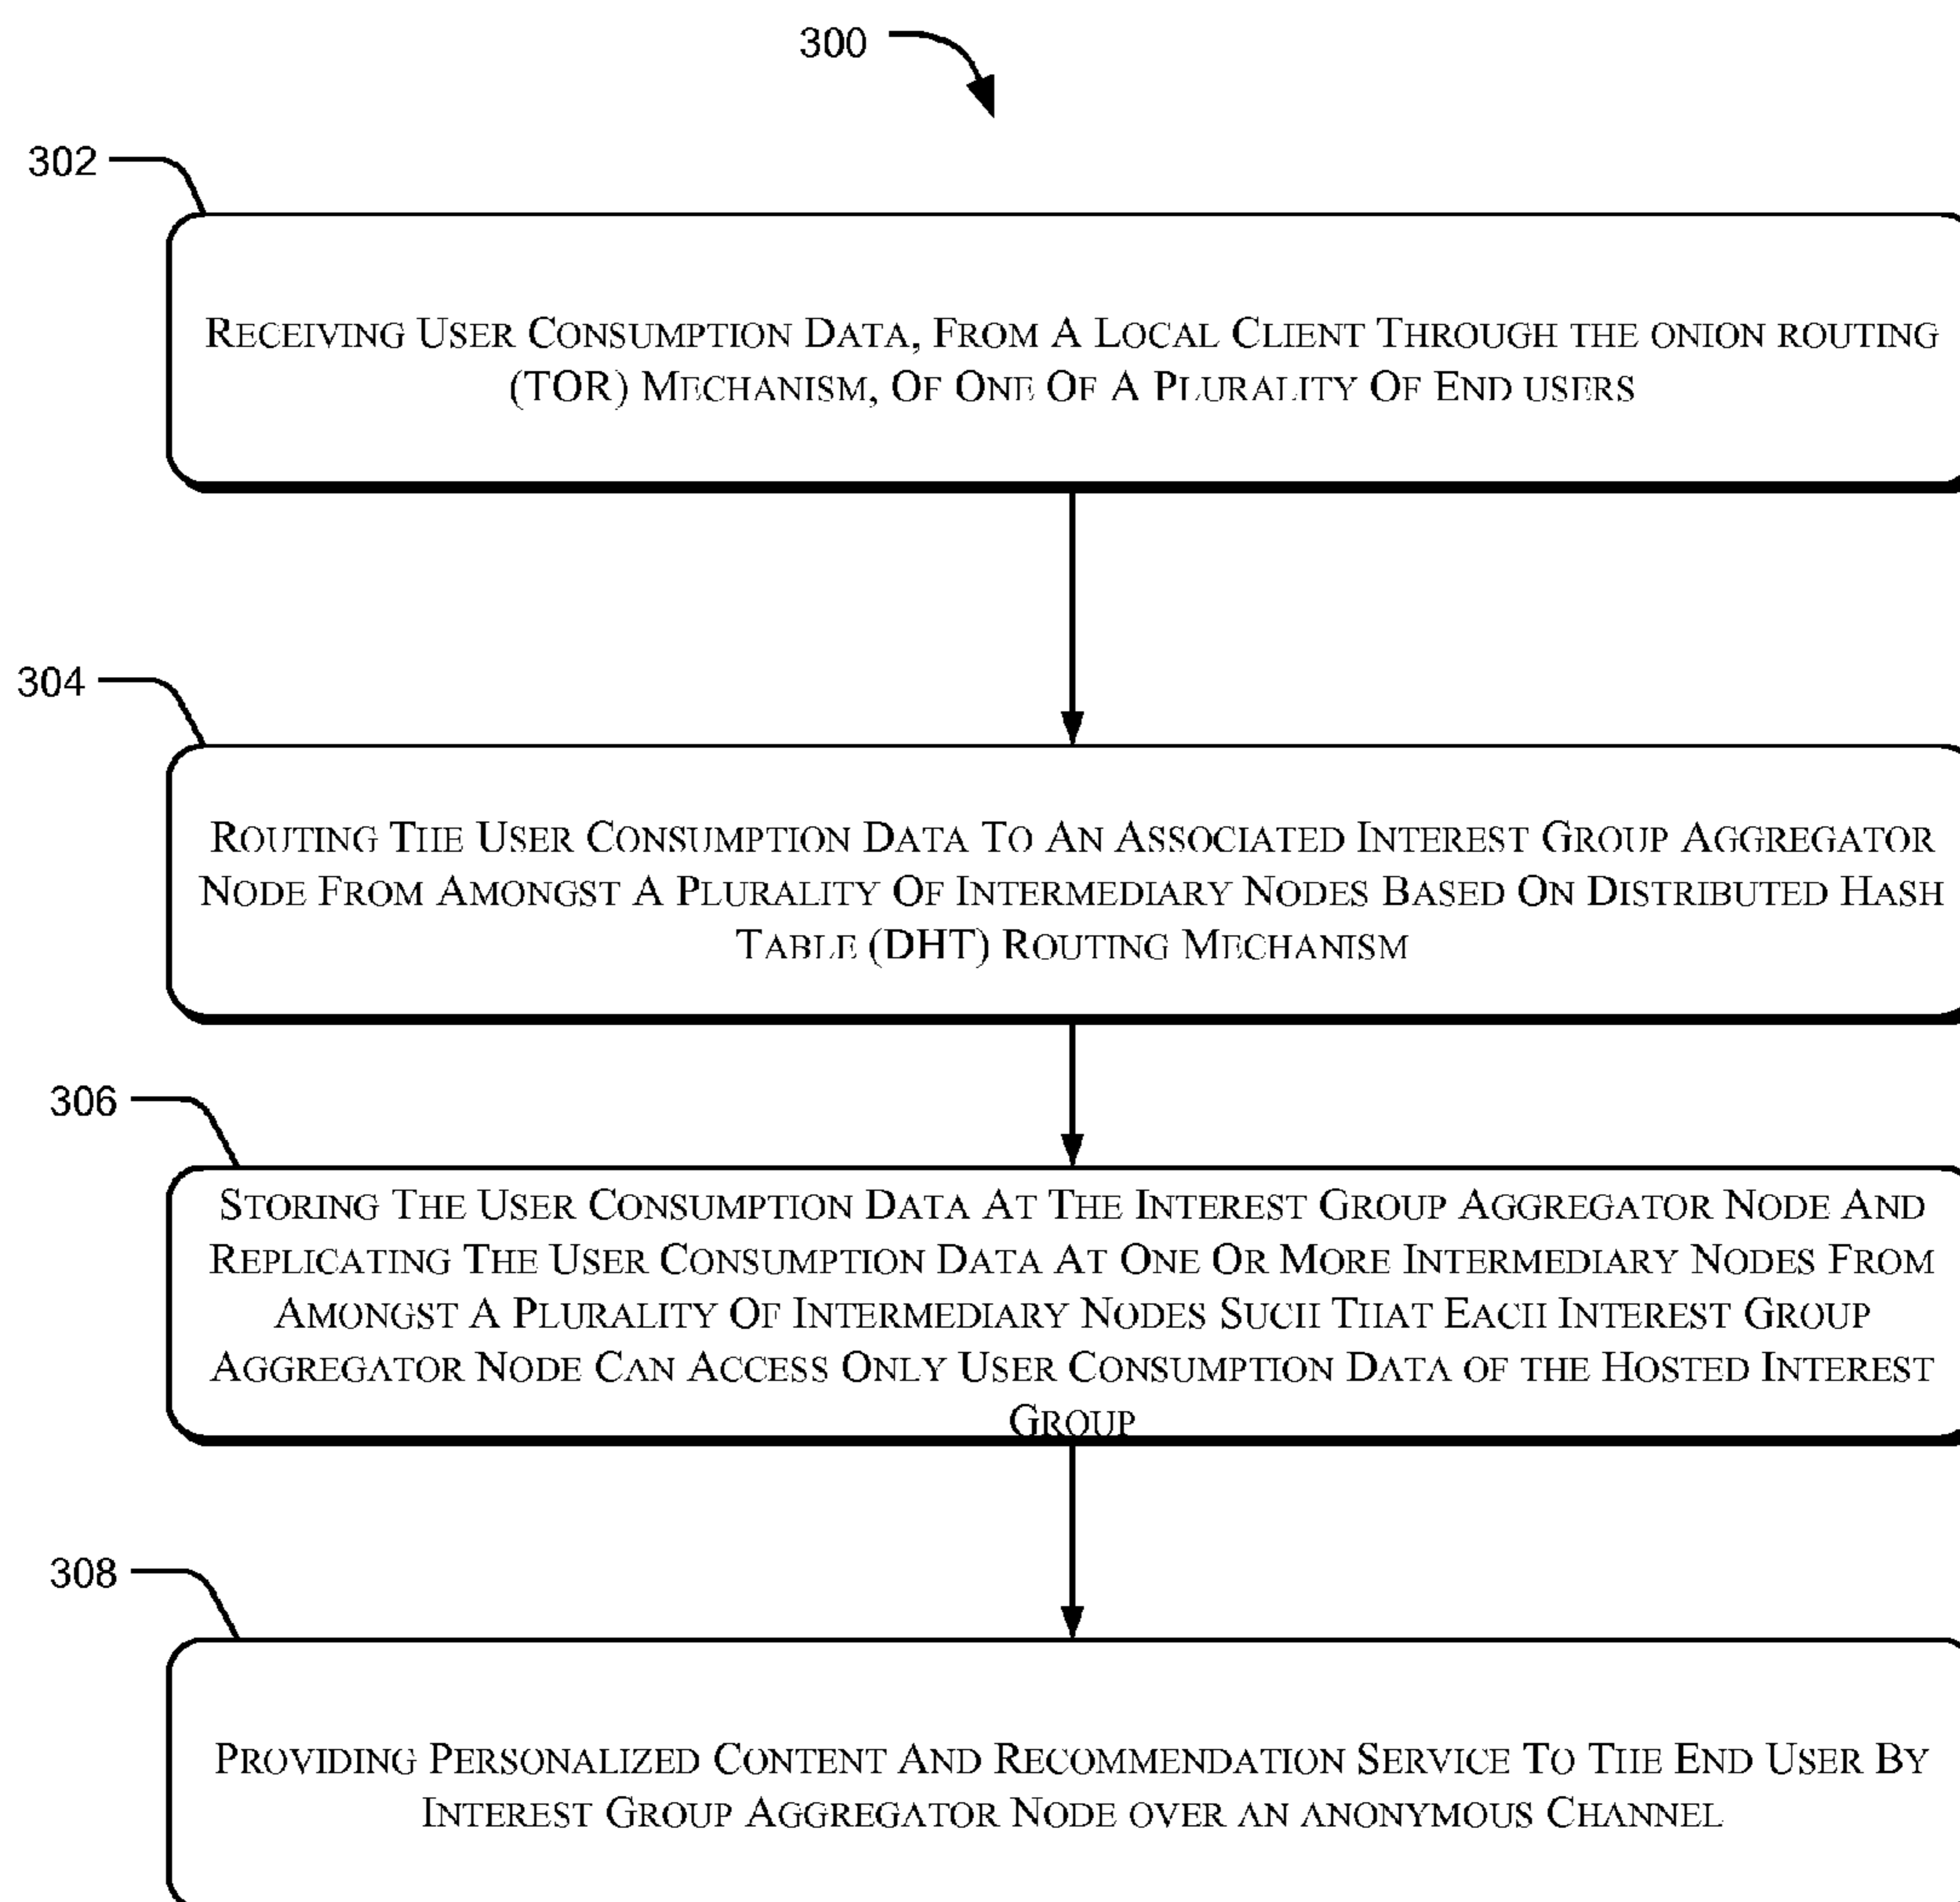 300
302
RECEIVING USER CONSUMPTION DATA, FROM A LOCAL CLIENT THROUGH THE ONION ROUTING
(TOR) MECHANISM, OF ONE OF A PLURALITY OF END USERS
304
ROUTING THE USER CONSUMPTION DATA TO AN ASSOCIATED INTEREST GROUP AGGREGATOR
NODE FROM AMONGST A PLURALITY OF INTERMEDIARY NODES BASED ON DISTRIBUTED HASH
TABLE (DHT) ROUTING MECHANISM
306
STORING THE USER CONSUMPTION DATA AT THE INTEREST GROUP AGGREGATOR NODE AND
REPLICATING THE USER CONSUMPTION DATA AT ONE OR MORE INTERMEDIARY NODES FROM
AMONGST A PLURALITY OF INTERMEDIARY NODES SUCH THAT EACH INTEREST GROUP
AGGREGATOR NODE CAN ACCESS ONLY USER CONSUMPTION DATA OF THE HOSTED INTEREST
GROUP
308
PROVIDING PERSONALIZED CONTENT AND RECOMMENDATION SERVICE TO THE END USER BY
INTEREST GROUP AGGREGATOR NODE OVER AN ANONYMOUS CHANNEL